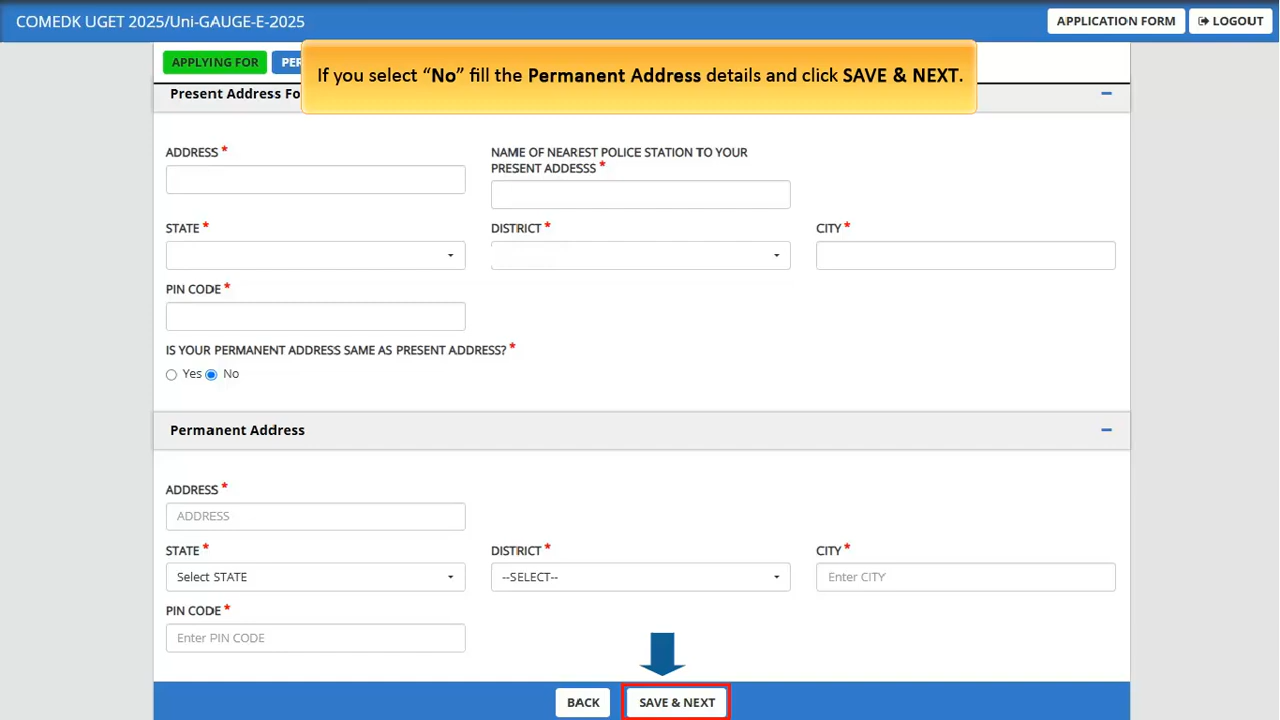 COMEDK UGET 2025/Uni-GAUGE-E-2025
APPLICATION FORM
LOGOUT
APPLYING FOR
If you select “No” fill the Permanent Address details and click SAVE & NEXT.
Present Address
ADDRESS *
NAME OF NEAREST POLICE STATION TO YOUR
PRESENT ADDESSS *
STATE *
DISTRICT *
CITY *
PIN CODE *
IS YOUR PERMANENT ADDRESS SAME AS PRESENT ADDRESS? *
Yes No
Permanent Address
ADDRESS *
ADDRESS
STATE *
DISTRICT *
CITY *
Select STATE
--SELECT--
Enter CITY
PIN CODE *
Enter PIN CODE
BACK
SAVE & NEXT